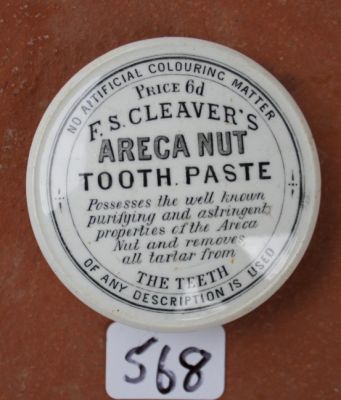 NO ARTIFICIAL COLOURING MATTER
PRICE 6d
F. S. CLEAVER'S
ARECA NUT
TOOTH. PASTE
Possesses the well known
purifying and astringent
properties of the Areca
Nut and removes
all tartar from
THE TEETH
OF ANY DESCRIPTION IS USED
568